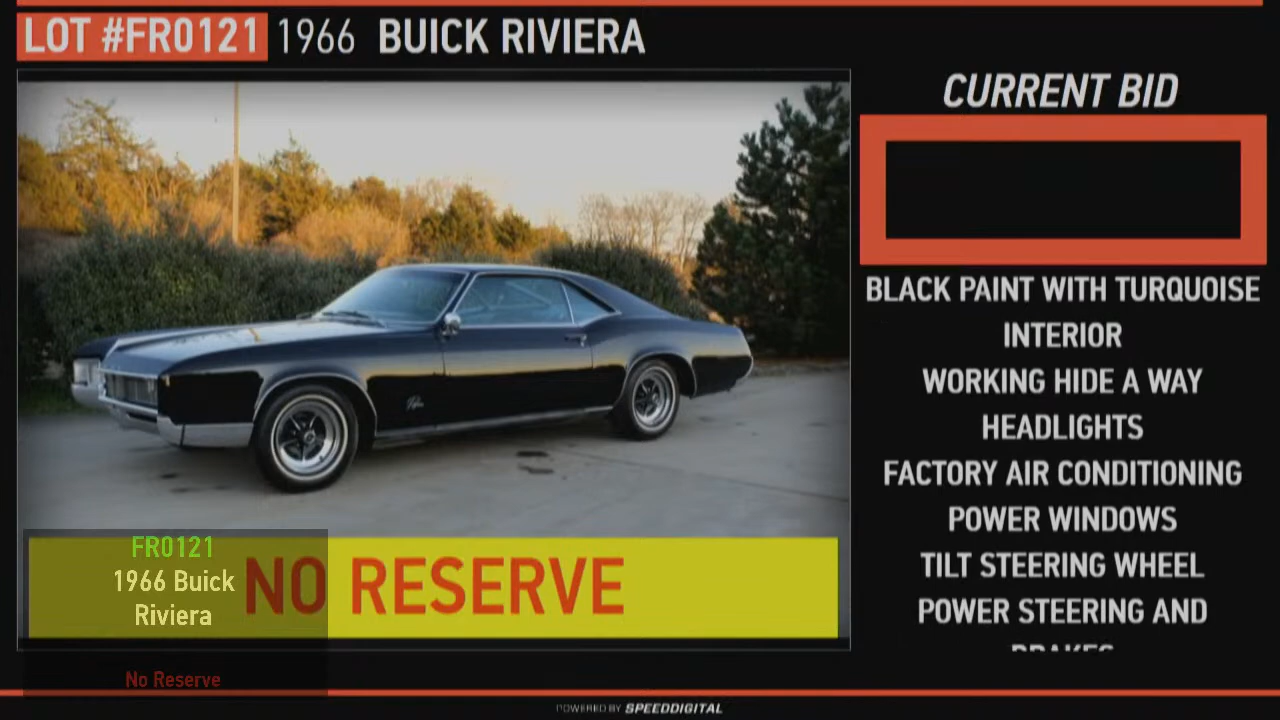 LOT #FR0121 1966 BUICK RIVIERA
CURRENT BID
BLACK PAINT WITH TURQUOISE
INTERIOR
WORKING HIDE A WAY
HEADLIGHTS
FACTORY AIR CONDITIONING
POWER WINDOWS
TILT STEERING WHEEL
POWER STEERING AND
BRAKES
NO RESERVE
FR0121
1966 Buick
Riviera
No Reserve
POWERED BY SPEEDDIGITAL